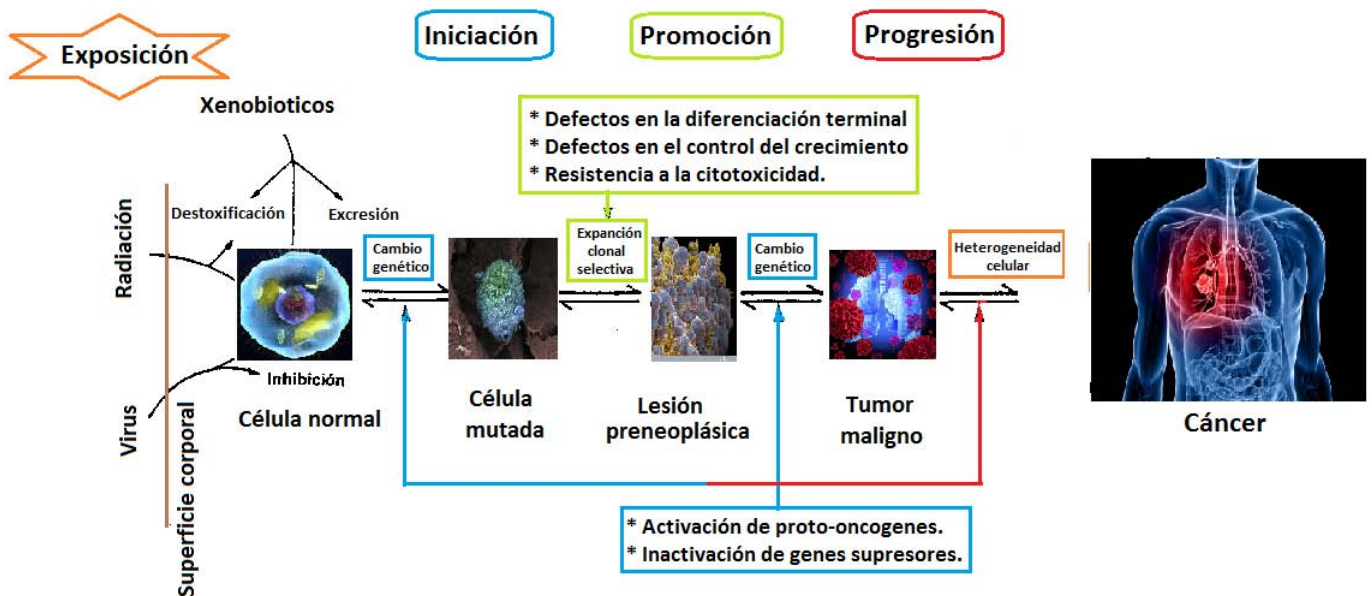 Exposición
Iniciación
Promoción
Progresión
Xenobioticos
* Defectos en la diferenciación terminal
* Defectos en el control del crecimiento
* Resistencia a la citotoxicidad.
Radiación
Destoxificación
Excresión
Cambio
genético
Expanción
clonal
selectiva
Cambio
genético
Heterogeneidad
celular
Inhibición
Virus
Superficie corporal
Célula normal
Célula
mutada
Lesión
preneoplásica
Tumor
maligno
Cáncer
* Activación de proto-oncogenes.
* Inactivación de genes supresores.